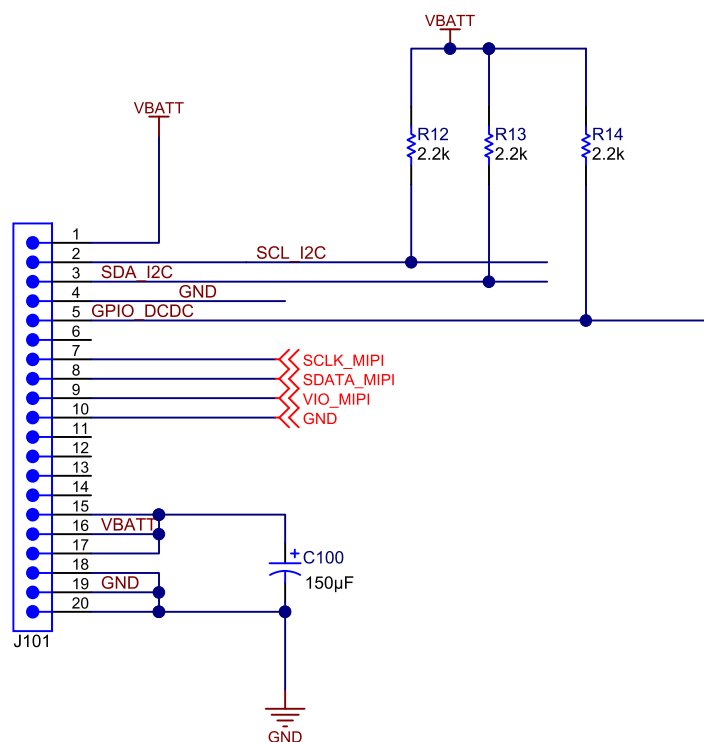 VBATT
VBATT
R12 R13 R14
2.2k 2.2k 2.2k
1
2 SCL_I2C
3 SDA_I2C
4 GND
5 GPIO_DCDC
6
7 SCLK_MIPI
8 SDATA_MIPI
9 VIO_MIPI
10 GND
11
12
13
14
15
16 VBATT
17
+ C100
150µF
18
19 GND
20
J101
GND